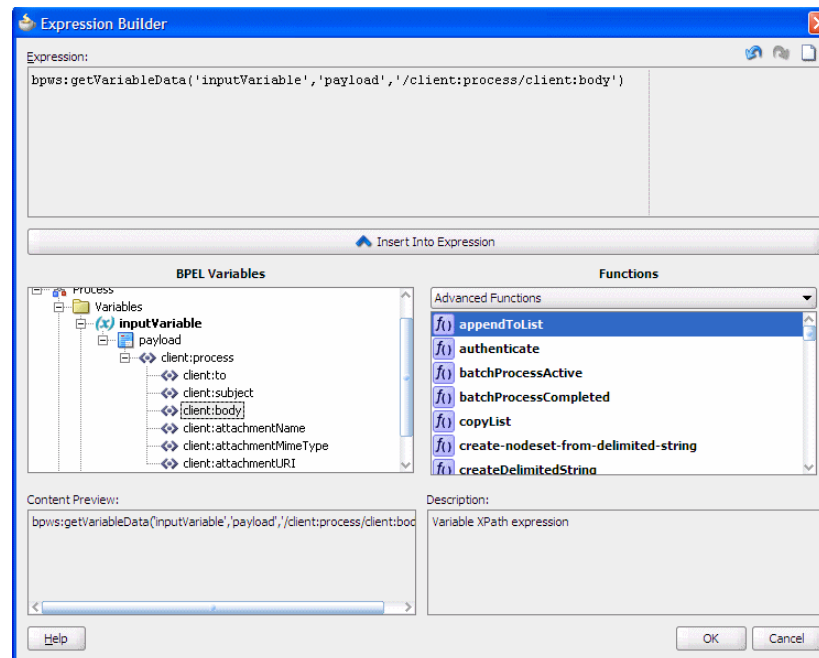 Expression Builder
Expression:
bpws:getVariableData('inputVariable','payload','/client:process/client:body')
Insert Into Expression
BPEL Variables
Functions
Process
Variables
(x) inputVariable
payload
client:process
client:to
client:subject
client:body
client:attachmentName
client:attachmentMimeType
client:attachmentURI
Advanced Functions
f() appendToList
f() authenticate
f() batchProcessActive
f() batchProcessCompleted
f() copyList
f() create-nodeset-from-delimited-string
f() createDelimitedString
Content Preview:
bpws:getVariableData('inputVariable','payload','/client:process/client:bod
Description:
Variable XPath expression
Help
OK
Cancel